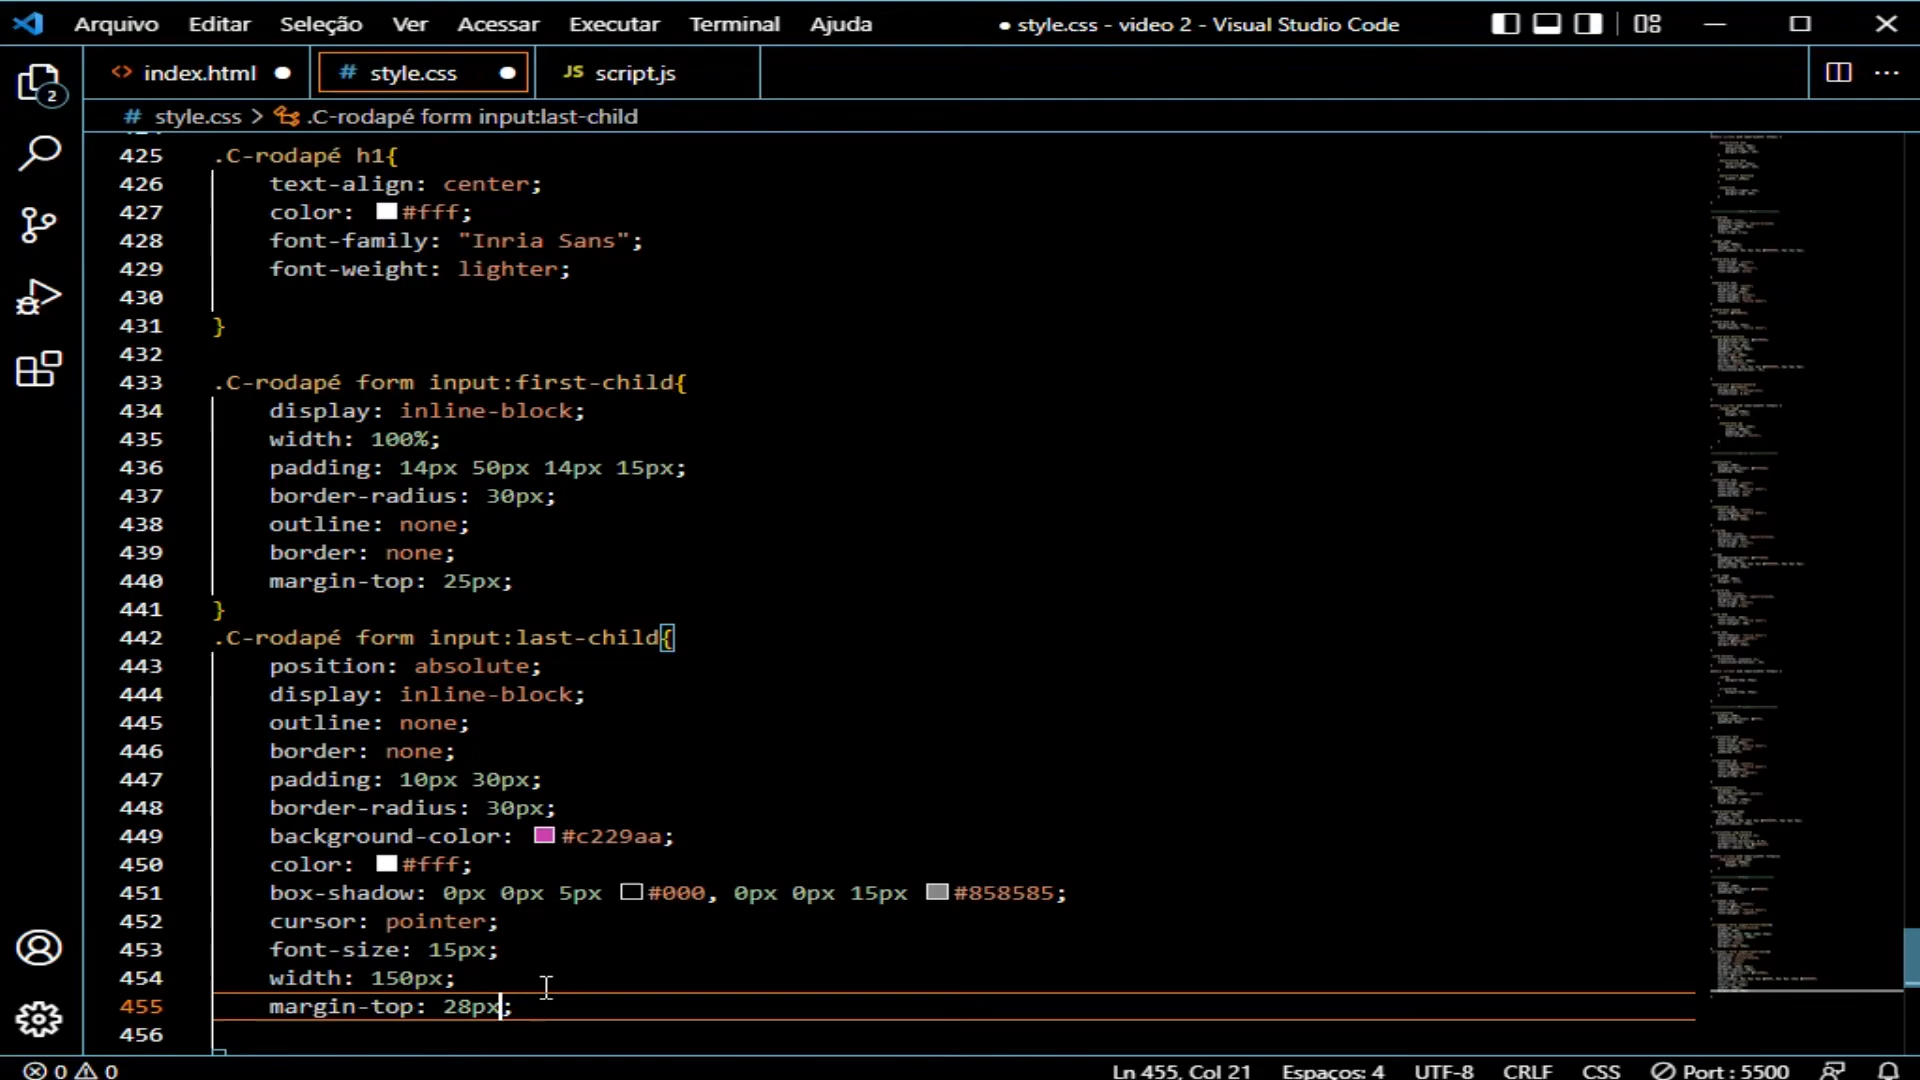 Arquivo Editar Seleção Ver Acessar Executar Terminal Ajuda
● style.css - video 2 - Visual Studio Code
<> index.html ●
# style.css ●
JS script.js
# style.css > .C-rodapé form input:last-child
2
425 .C-rodapé h1{
426 text-align: center;
427 color: #fff;
428 font-family: "Inria Sans";
429 font-weight: lighter;
430
431 }
432
433 .C-rodapé form input:first-child{
434 display: inline-block;
435 width: 100%;
436 padding: 14px 50px 14px 15px;
437 border-radius: 30px;
438 outline: none;
439 border: none;
440 margin-top: 25px;
441 }
442 .C-rodapé form input:last-child{
443 position: absolute;
444 display: inline-block;
445 outline: none;
446 border: none;
447 padding: 10px 30px;
448 border-radius: 30px;
449 background-color: #c229aa;
450 color: #fff;
451 box-shadow: 0px 0px 5px #000, 0px 0px 15px #858585;
452 cursor: pointer;
453 font-size: 15px;
454 width: 150px;
455 margin-top: 28px;
456
0 0
Ln 455, Col 21 Espaços: 4 UTF-8 CRLF CSS Port : 5500